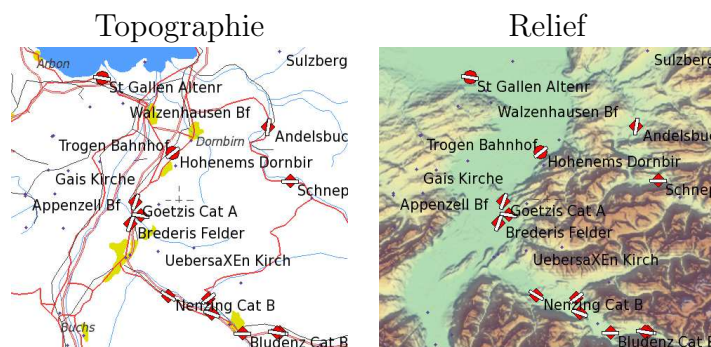 Topographie
Relief
Arbon
Sulzberg
St Gallen Altenr
Walzenhausen Bf
Dornbirn
Andelsbuc
Trogen Bahnhof
Hohenems Dornbir
Gais Kirche
Schnep
Appenzell Bf
Goetzis Cat A
Brederis Felder
UebersaXEn Kirch
Nenzing Cat B
Buchs
Bludenz Cat B
Sulzberg
St Gallen Altenr
Walzenhausen Bf
Andelsbuc
Trogen Bahnhof
Hohenems Dornbir
Gais Kirche
Schnep
Appenzell Bf
Goetzis Cat A
Brederis Felder
UebersaXEn Kirch
Nenzing Cat B
Bludenz Cat B